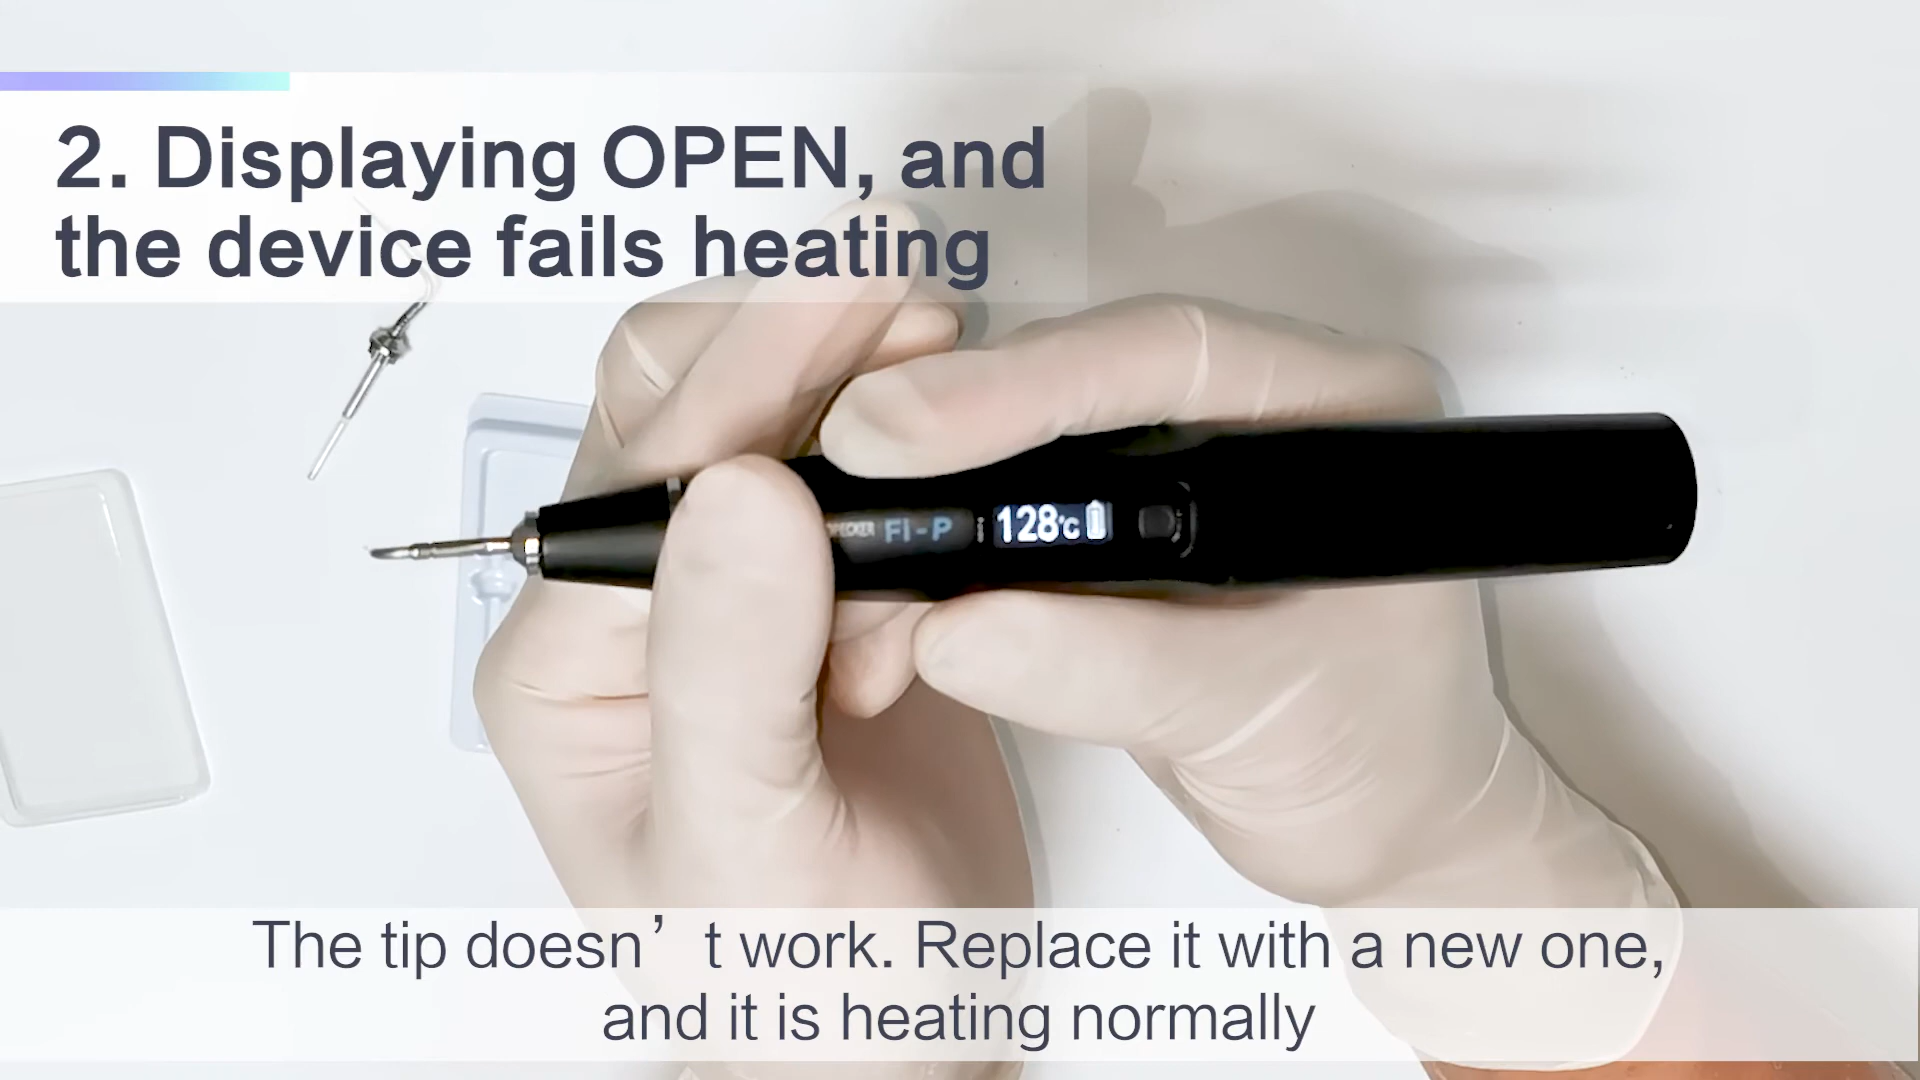 2. Displaying OPEN, and
the device fails heating
Fi-P
128°C
The tip doesn’t work. Replace it with a new one,
and it is heating normally